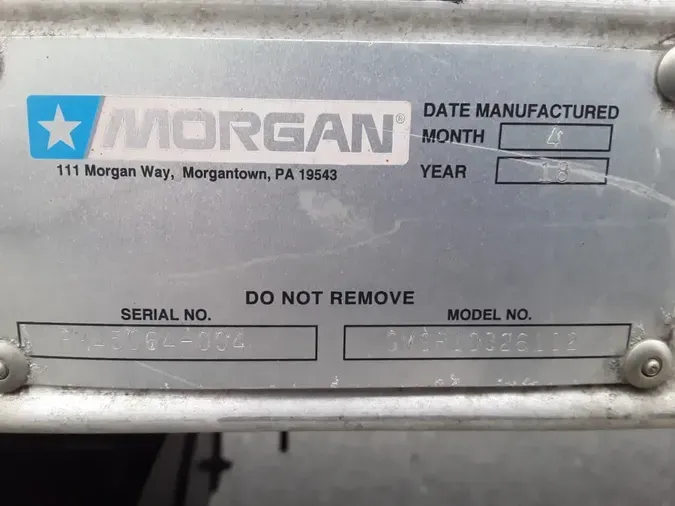 MORGAN®
111 Morgan Way, Morgantown, PA 19543
DATE MANUFACTURED
MONTH 4
YEAR 18
DO NOT REMOVE
SERIAL NO.
MODEL NO.